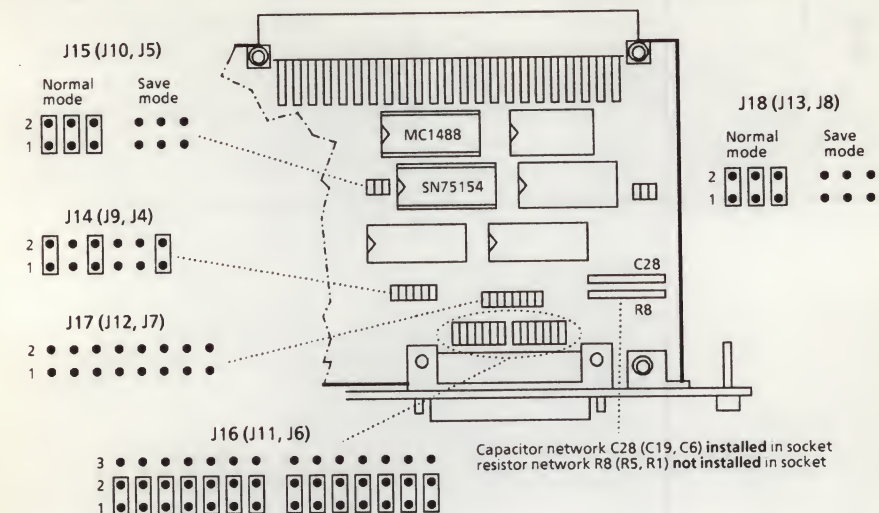 J15 (J10, J5)
Normal
mode
Save
mode
2
1
J14 (J9, J4)
2
1
J17 (J12, J7)
2
1
J16 (J11, J6)
3
2
1
MC1488
SN75154
C28
R8
J18 (J13, J8)
Normal
mode
Save
mode
2
1
Capacitor network C28 (C19, C6) installed in socket
resistor network R8 (R5, R1) not installed in socket